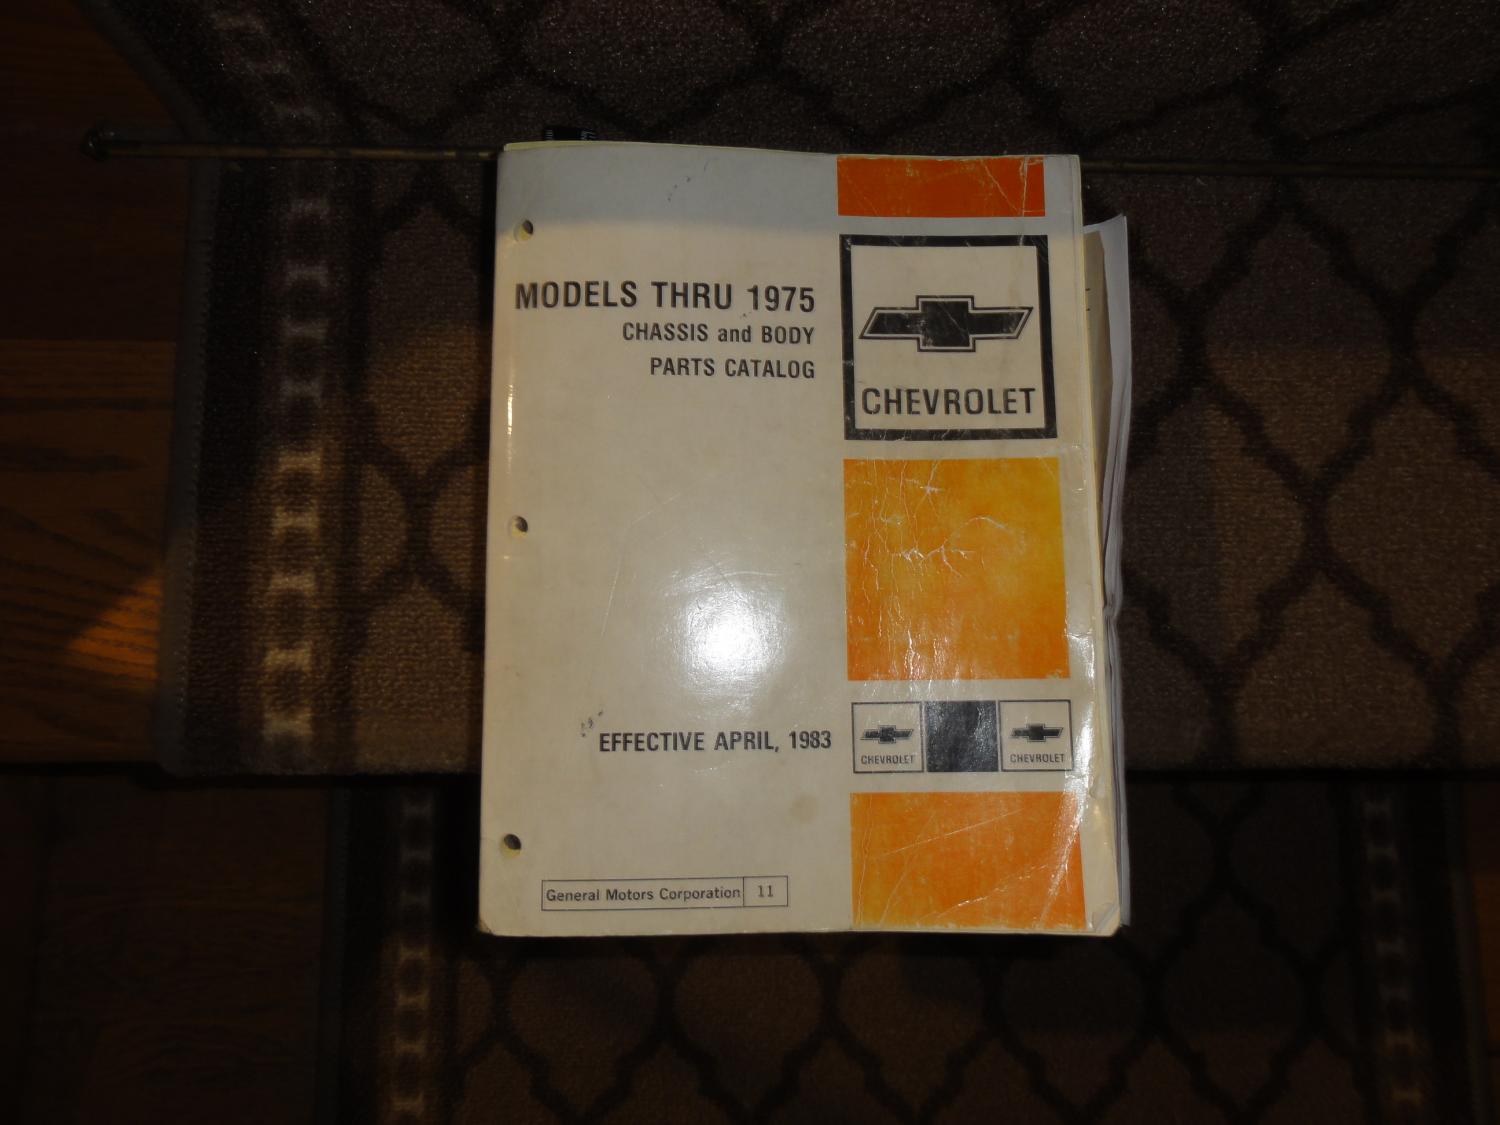 MODELS THRU 1975
CHASSIS and BODY
PARTS CATALOG
CHEVROLET
EFFECTIVE APRIL, 1983
CHEVROLET
CHEVROLET
General Motors Corporation 11